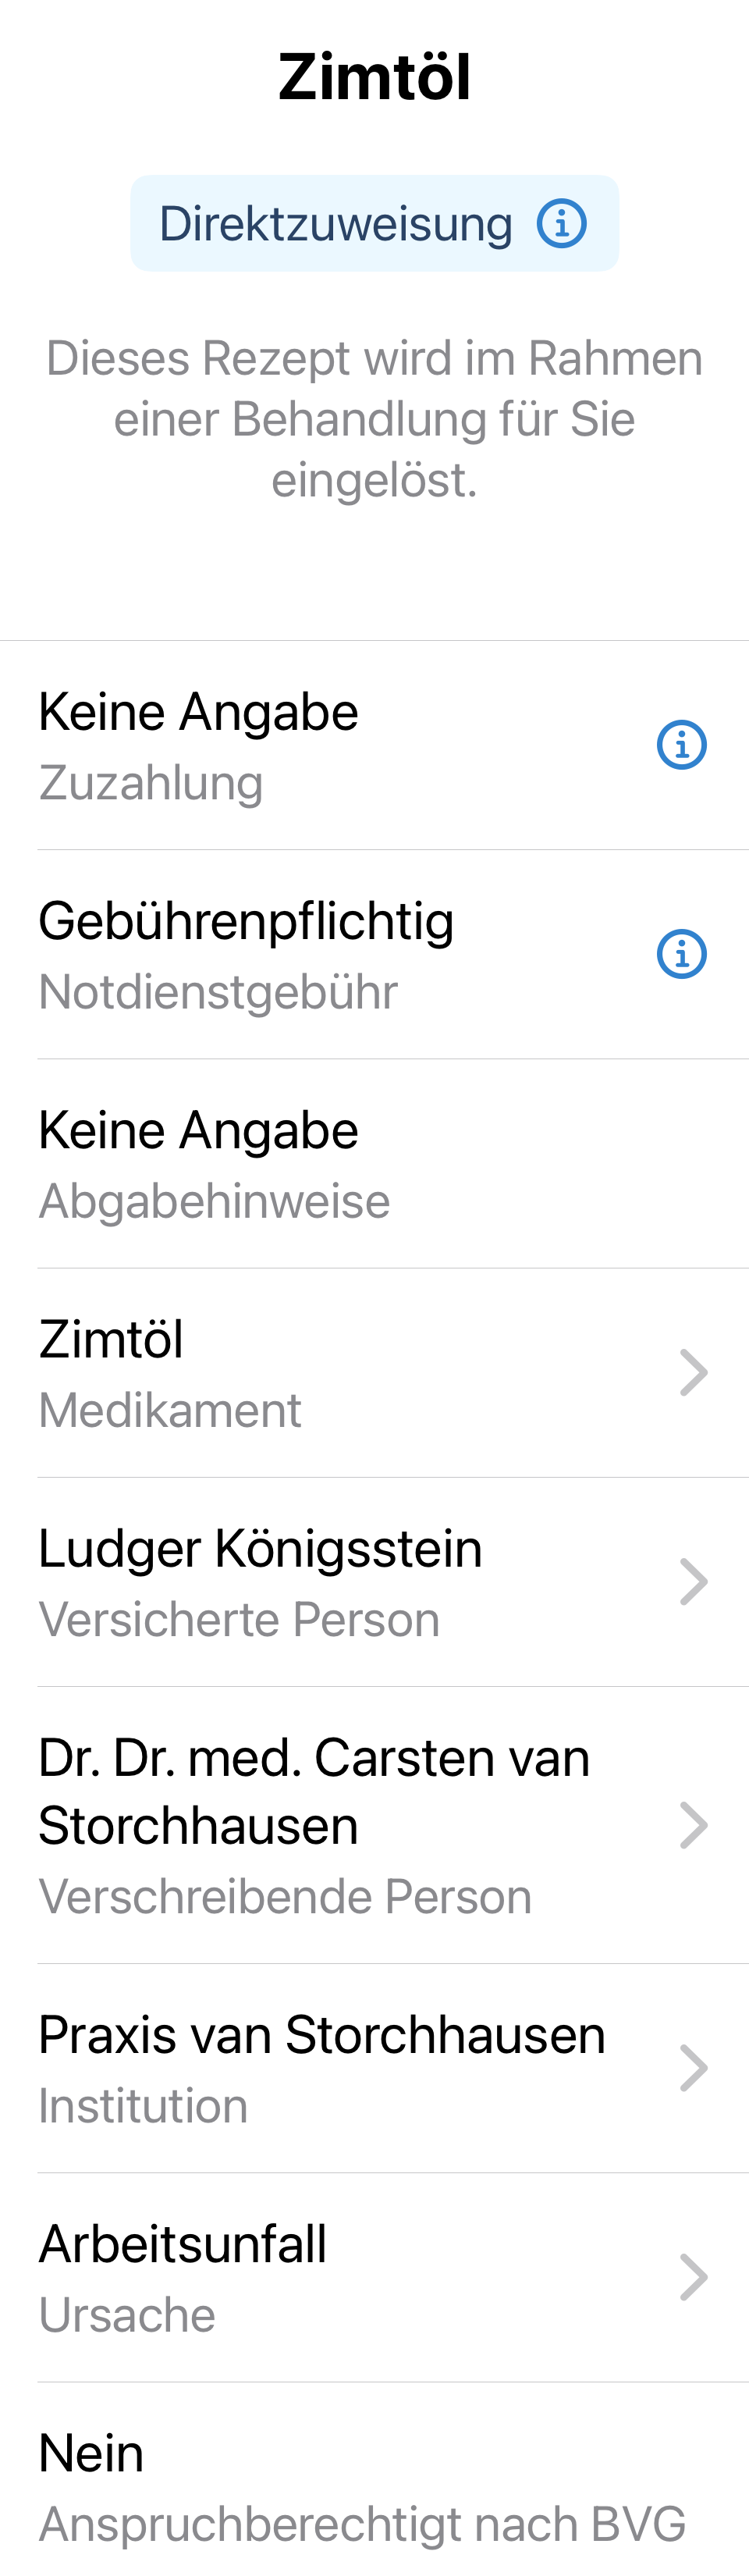 Zimtöl
Direktzuweisung
Dieses Rezept wird im Rahmen
einer Behandlung für Sie
eingelöst.
Keine Angabe
Zuzahlung
Gebührenpflichtig
Notdienstgebühr
Keine Angabe
Abgabehinweise
Zimtöl
Medikament
Ludger Königsstein
Versicherte Person
Dr. Dr. med. Carsten van
Storchhausen
Verschreibende Person
Praxis van Storchhausen
Institution
Arbeitsunfall
Ursache
Nein
Anspruchberechtigt nach BVG